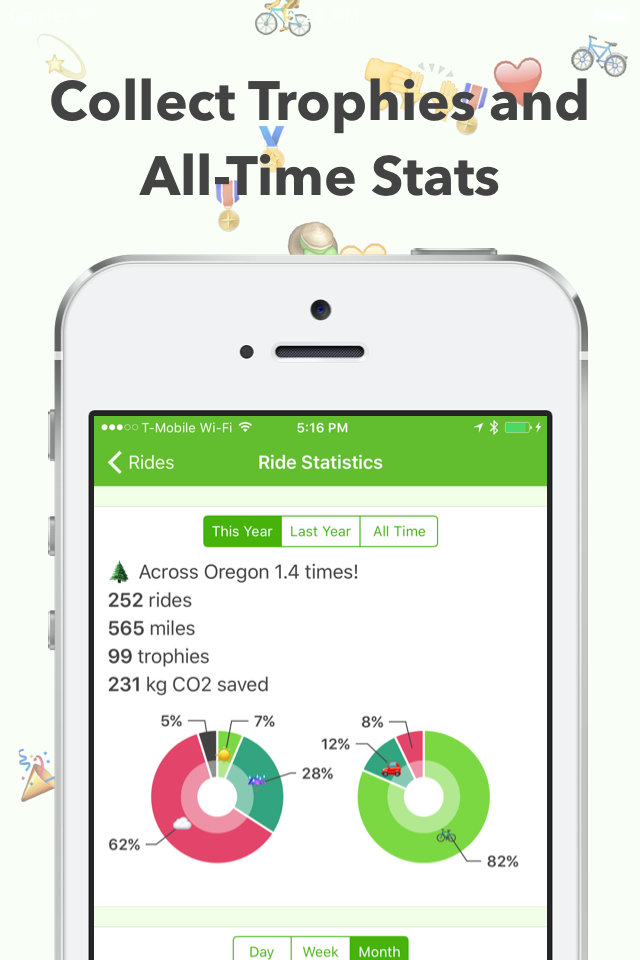 Collect Trophies and
All-Time Stats
T-Mobile Wi-Fi 5:16 PM
Rides Ride Statistics
This Year Last Year All Time
Across Oregon 1.4 times!
252 rides
565 miles
99 trophies
231 kg CO2 saved
5% 7% 8%
12%
28%
62%
82%
Day Week Month